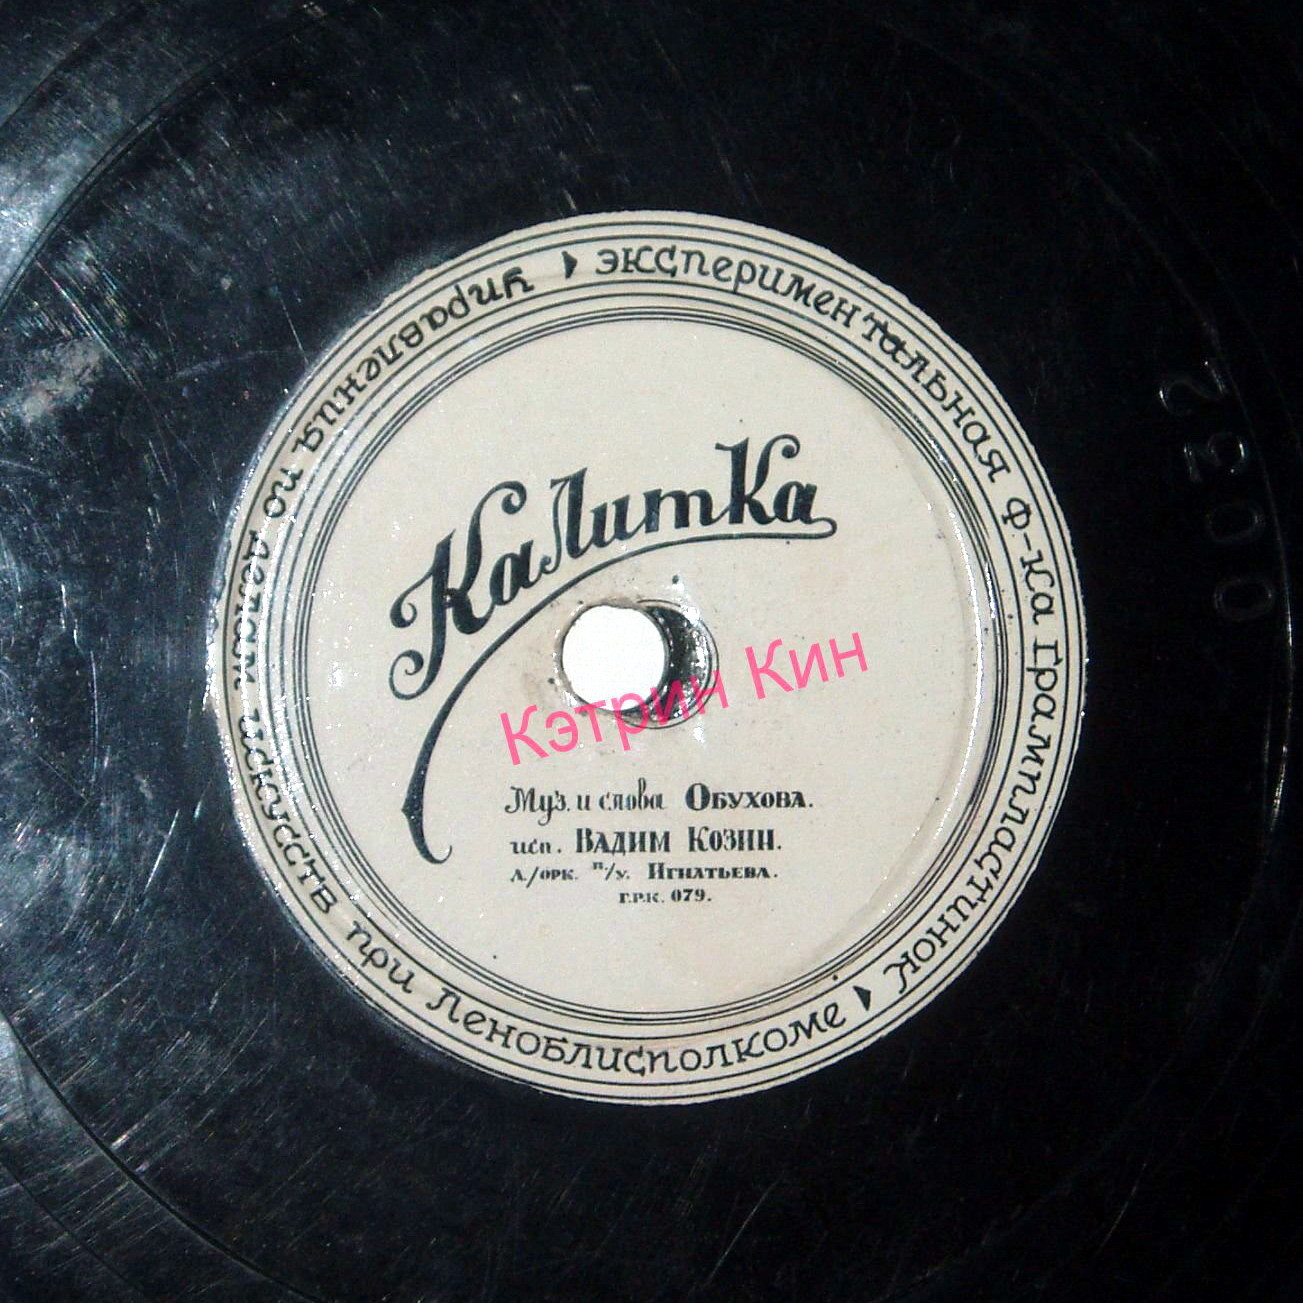 экспериментальная ф-ка грампластинок
управления по делам искусств при Леноблисполкоме
Калитка
Кэтрин Кин
Муз. и слова Обухова.
исп. Вадим Козин.
л./орк. п/у. Игнатьева.
Г.Р.К. 079.
0032